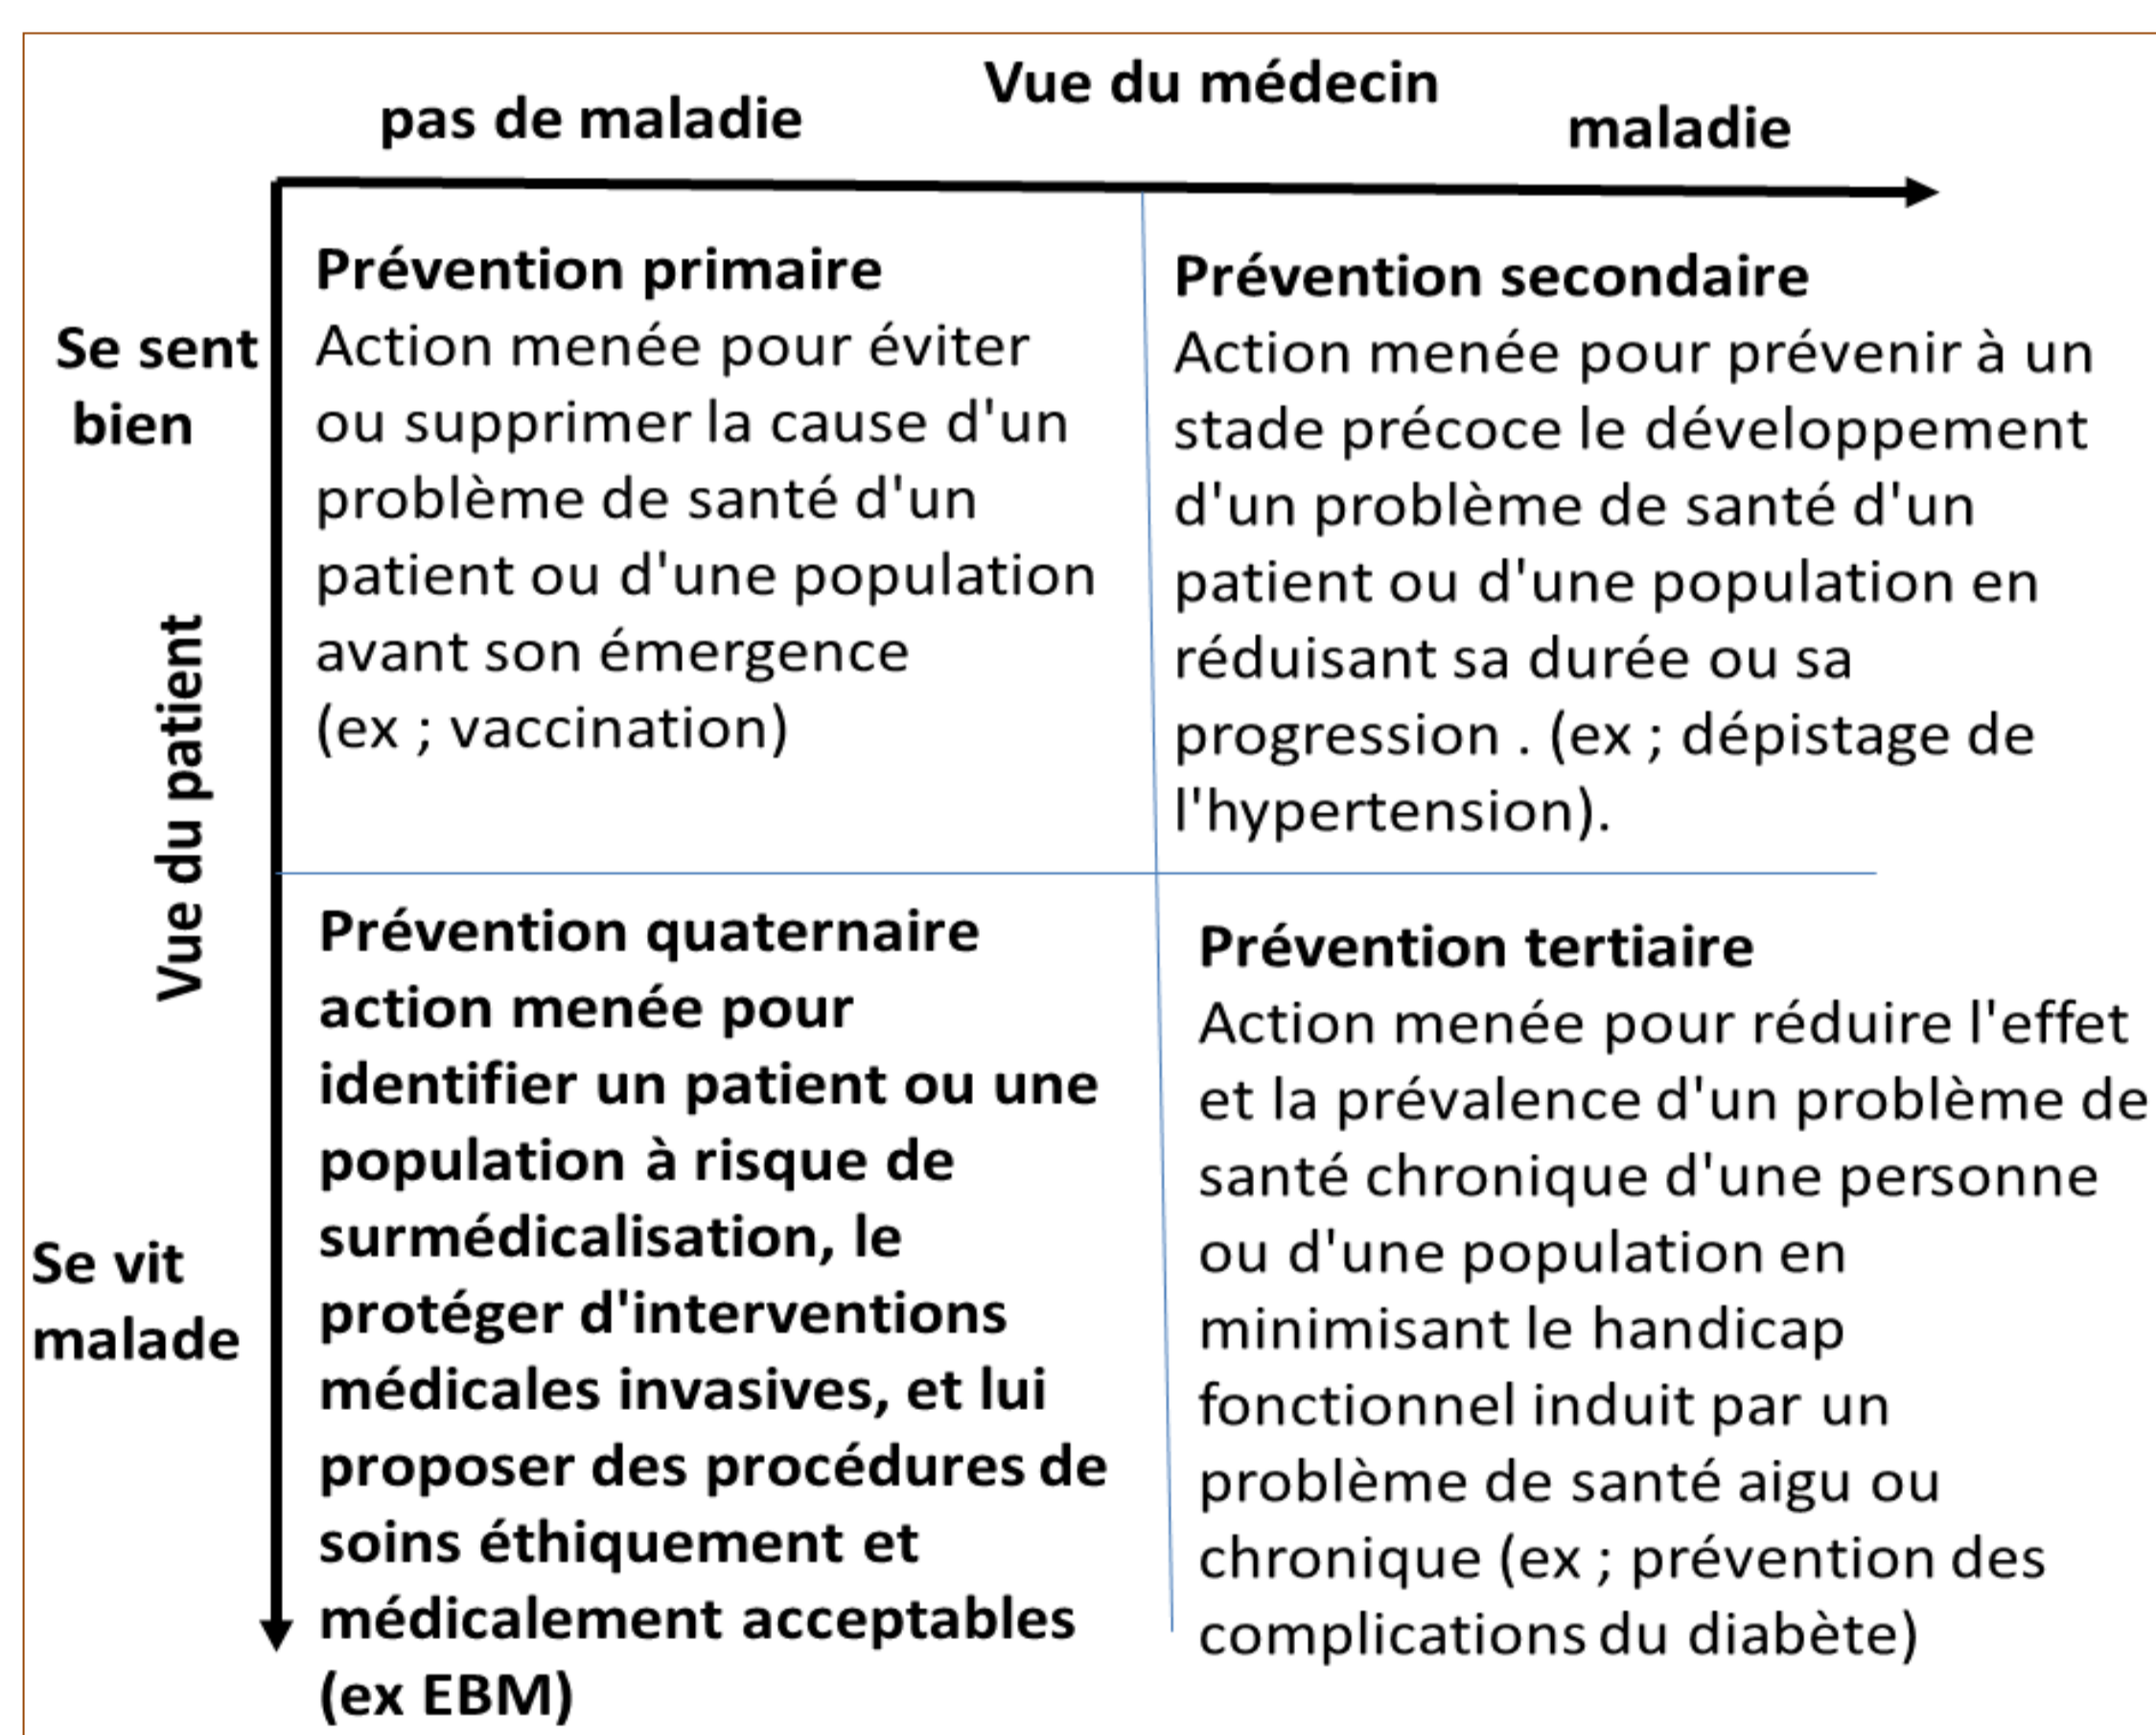 Vue du médecin
pas de maladie
maladie
Se sent
bien
Vue du patient
Se vit
malade
Prévention primaire
Action menée pour éviter
ou supprimer la cause d'un
problème de santé d'un
patient ou d'une population
avant son émergence
(ex ; vaccination)
Prévention secondaire
Action menée pour prévenir à un
stade précoce le développement
d'un problème de santé d'un
patient ou d'une population en
réduisant sa durée ou sa
progression . (ex ; dépistage de
l'hypertension).
Prévention quaternaire
action menée pour
identifier un patient ou une
population à risque de
surmédicalisation, le
protéger d'interventions
médicales invasives, et lui
proposer des procédures de
soins éthiquement et
médicalement acceptables
(ex EBM)
Prévention tertiaire
Action menée pour réduire l'effet
et la prévalence d'un problème de
santé chronique d'une personne
ou d'une population en
minimisant le handicap
fonctionnel induit par un
problème de santé aigu ou
chronique (ex ; prévention des
complications du diabète)